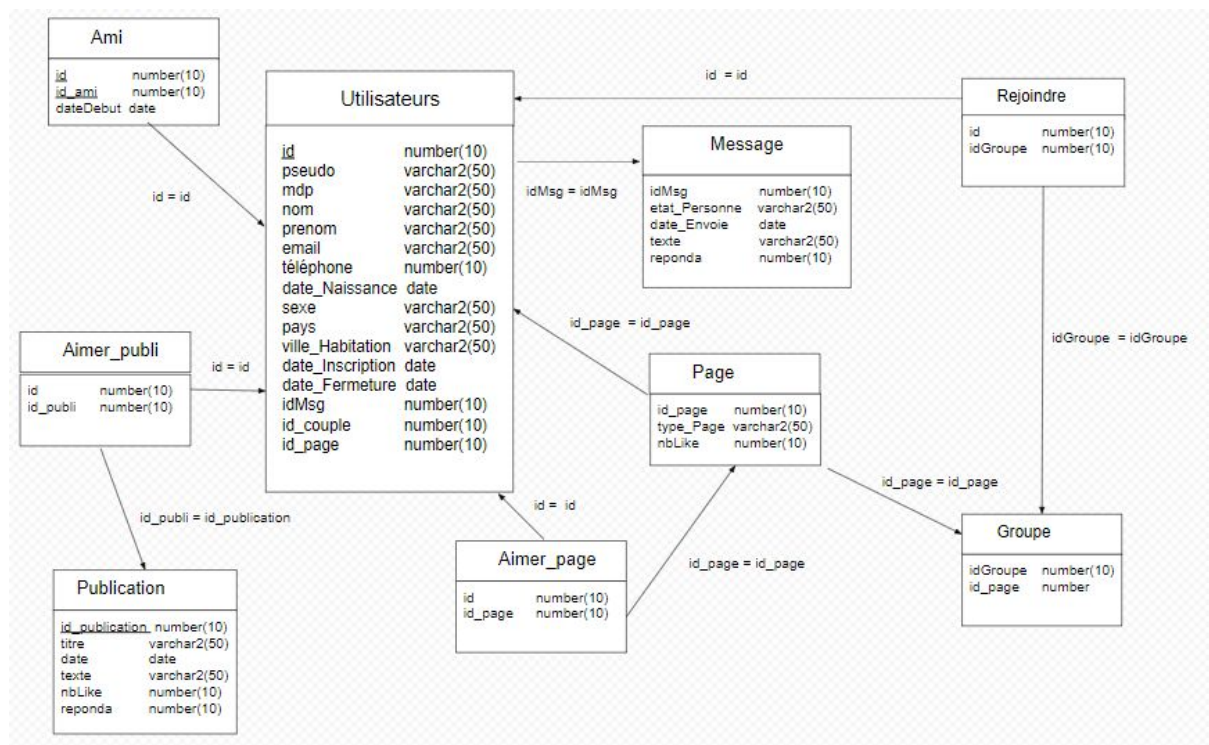 Ami
id number(10)
id_ami number(10)
dateDebut date
id = id
Utilisateurs
id number(10)
pseudo varchar2(50)
mdp varchar2(50)
nom varchar2(50)
prenom varchar2(50)
email varchar2(50)
téléphone number(10)
date_Naissance date
sexe varchar2(50)
pays varchar2(50)
ville_Habitation varchar2(50)
date_Inscription date
date_Fermeture date
idMsg number(10)
id_couple number(10)
id_page number(10)
id = id
Rejoindre
id number(10)
idGroupe number(10)
idMsg = idMsg
Message
idMsg number(10)
etat_Personne varchar2(50)
date_Envoie date
texte varchar2(50)
reponda number(10)
id_page = id_page
idGroupe = idGroupe
Aimer_publi
id number(10)
id_publi number(10)
id = id
Page
id_page number(10)
type_Page varchar2(50)
nbLike number(10)
id_page = id_page
id_publi = id_publication
id = id
Aimer_page
id number(10)
id_page number(10)
id_page = id_page
Groupe
idGroupe number(10)
id_page number
Publication
id_publication number(10)
titre varchar2(50)
date date
texte varchar2(50)
nbLike number(10)
reponda number(10)